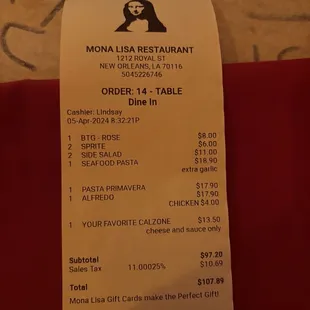 MONA LISA RESTAURANT
1212 ROYAL ST
NEW ORLEANS, LA 70116
5045226746
ORDER: 14 - TABLE
Dine In
Cashier: Lindsay
05-Apr-2024 8:32:21P
1 BTG - ROSE $8.00
2 SPRITE $6.00
2 SIDE SALAD $11.00
1 SEAFOOD PASTA $18.90
extra garlic
1 PASTA PRIMAVERA $17.90
1 ALFREDO $17.90
CHICKEN $4.00
1 YOUR FAVORITE CALZONE $13.50
cheese and sauce only
Subtotal $97.20
Sales Tax 11.00025% $10.69
Total $107.89
Mona Lisa Gift Cards make the Perfect Gift!